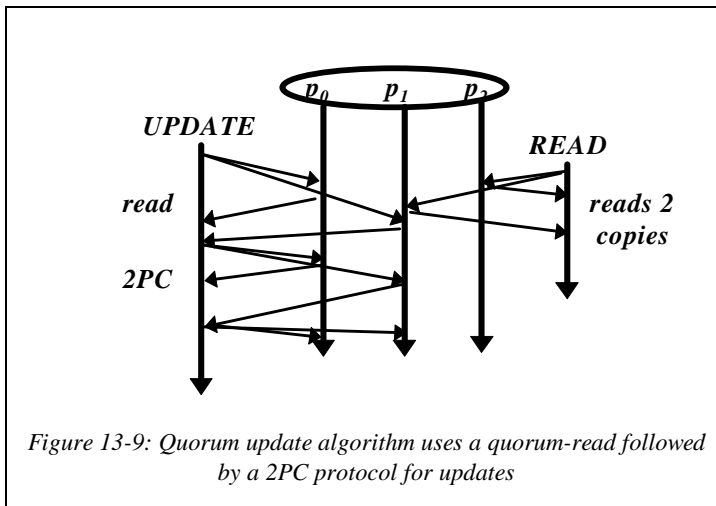 p0 p1 p2
UPDATE
READ
read
reads 2
copies
2PC
Figure 13-9: Quorum update algorithm uses a quorum-read followed
by a 2PC protocol for updates